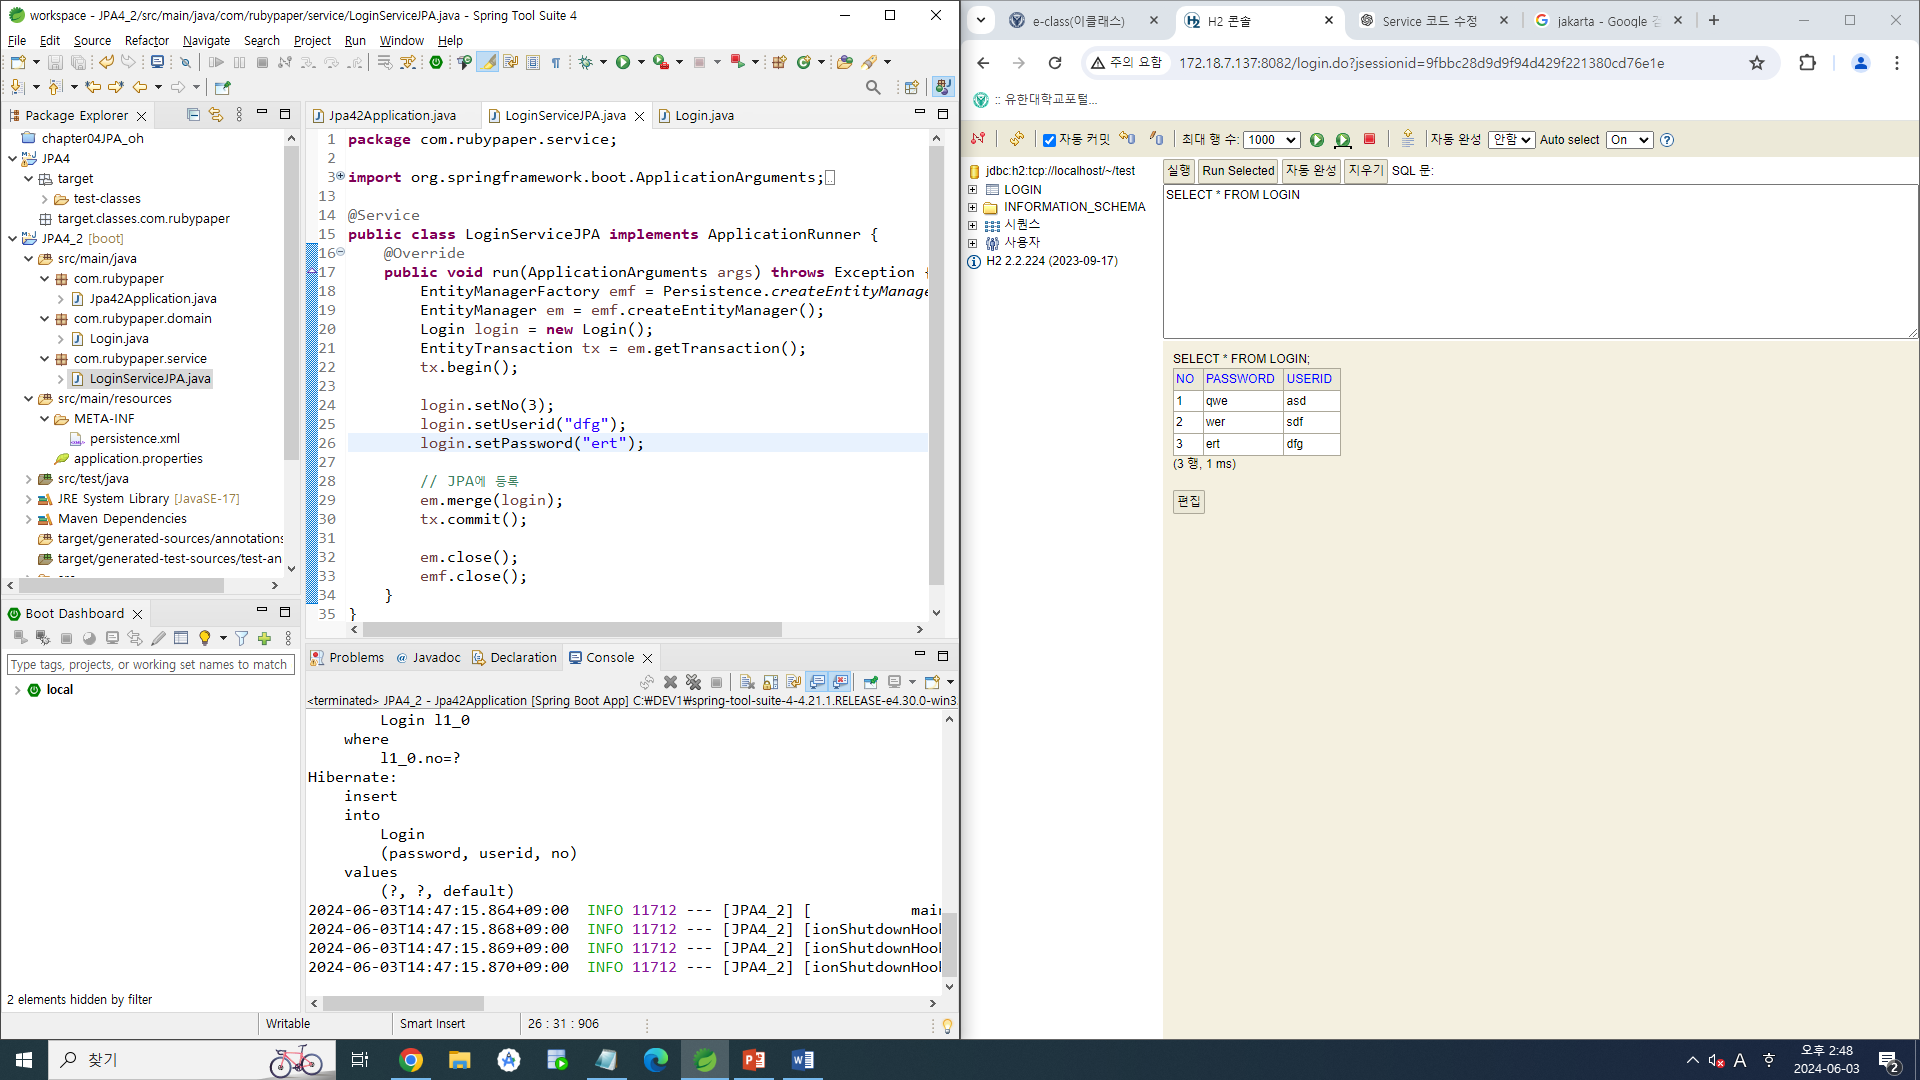 workspace - JPA4_2/src/main/java/com/rubypaper/service/LoginServiceJPA.java - Spring Tool Suite 4
File Edit Source Refactor Navigate Search Project Run Window Help
Package Explorer
chapter04JPA_oh
JPA4
target
test-classes
target.classes.com.rubypaper
JPA4_2 [boot]
src/main/java
com.rubypaper
Jpa42Application.java
com.rubypaper.domain
Login.java
com.rubypaper.service
LoginServiceJPA.java
src/main/resources
META-INF
persistence.xml
application.properties
src/test/java
JRE System Library [JavaSE-17]
Maven Dependencies
target/generated-sources/annotations
target/generated-test-sources/test-an
Boot Dashboard
Type tags, projects, or working set names to match
local
2 elements hidden by filter
Jpa42Application.java LoginServiceJPA.java Login.java
1 package com.rubypaper.service;
2
3 import org.springframework.boot.ApplicationArguments;
13
14 @Service
15 public class LoginServiceJPA implements ApplicationRunner {
16 @Override
17 public void run(ApplicationArguments args) throws Exception {
18 EntityManagerFactory emf = Persistence.createEntityManage
19 EntityManager em = emf.createEntityManager();
20 Login login = new Login();
21 EntityTransaction tx = em.getTransaction();
22 tx.begin();
23
24 login.setNo(3);
25 login.setUserid("dfg");
26 login.setPassword("ert");
27
28 // JPA에 등록
29 em.merge(login);
30 tx.commit();
31
32 em.close();
33 emf.close();
34 }
35 }
Problems @ Javadoc Declaration Console
<terminated> JPA4_2 - Jpa42Application [Spring Boot App] C:₩DEV1₩spring-tool-suite-4-4.21.1.RELEASE-e4.30.0-win3
Login l1_0
where
l1_0.no=?
Hibernate:
insert
into
Login
(password, userid, no)
values
(?, ?, default)
2024-06-03T14:47:15.864+09:00 INFO 11712 --- [JPA4_2] [ main
2024-06-03T14:47:15.868+09:00 INFO 11712 --- [JPA4_2] [ionShutdownHook
2024-06-03T14:47:15.869+09:00 INFO 11712 --- [JPA4_2] [ionShutdownHook
2024-06-03T14:47:15.870+09:00 INFO 11712 --- [JPA4_2] [ionShutdownHook
Writable Smart Insert 26 : 31 : 906
e-class(이클래스) H2 콘솔 Service 코드 수정 jakarta - Google
주의 요함 172.18.7.137:8082/login.do?jsessionid=9fbbc28d9d9f94d429f221380cd76e1e
:: 유한대학교포털...
자동 커밋 최대 행 수: 1000 자동 완성 안함 Auto select On
jdbc:h2:tcp://localhost/~/test
LOGIN
INFORMATION_SCHEMA
시퀀스
사용자
H2 2.2.224 (2023-09-17)
실행 Run Selected 자동 완성 지우기 SQL 문:
SELECT * FROM LOGIN
SELECT * FROM LOGIN;
NO PASSWORD USERID
1 qwe asd
2 wer sdf
3 ert dfg
(3 행, 1 ms)
편집
찾기
A 호
오후 2:48
2024-06-03
2